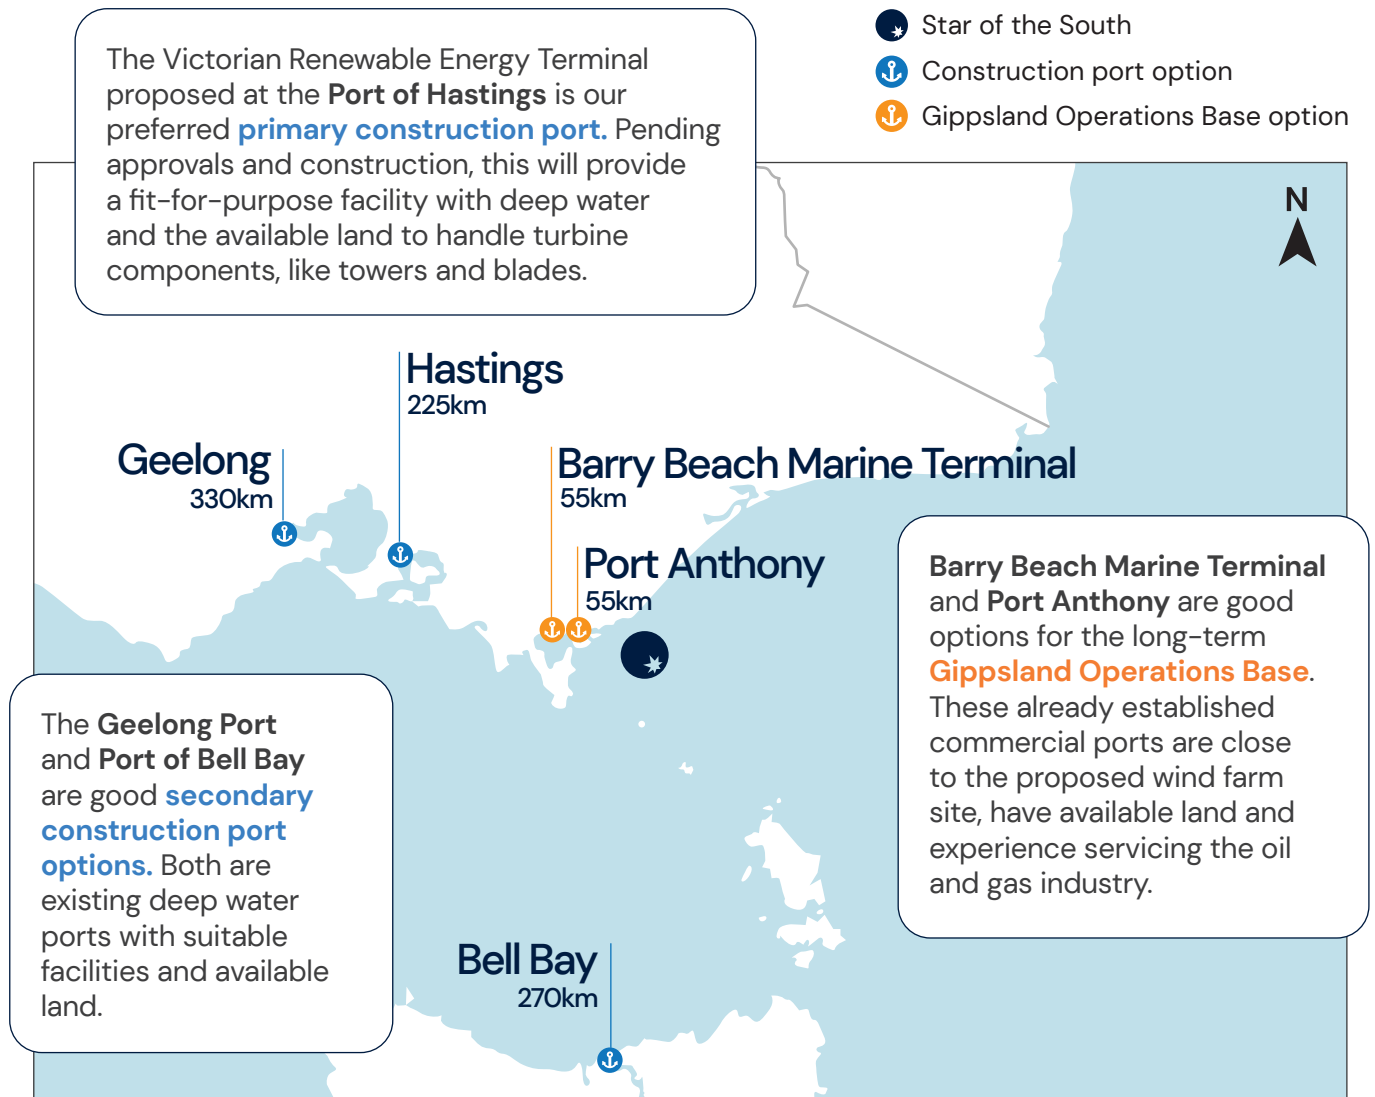 The Victorian Renewable Energy Terminal
proposed at the Port of Hastings is our
preferred primary construction port. Pending
approvals and construction, this will provide
a fit-for-purpose facility with deep water
and the available land to handle turbine
components, like towers and blades.
Star of the South
Construction port option
Gippsland Operations Base option
N
Hastings
225km
Geelong
330km
Barry Beach Marine Terminal
55km
Port Anthony
55km
Barry Beach Marine Terminal
and Port Anthony are good
options for the long-term
Gippsland Operations Base.
These already established
commercial ports are close
to the proposed wind farm
site, have available land and
experience servicing the oil
and gas industry.
The Geelong Port
and Port of Bell Bay
are good secondary
construction port
options. Both are
existing deep water
ports with suitable
facilities and available
land.
Bell Bay
270km